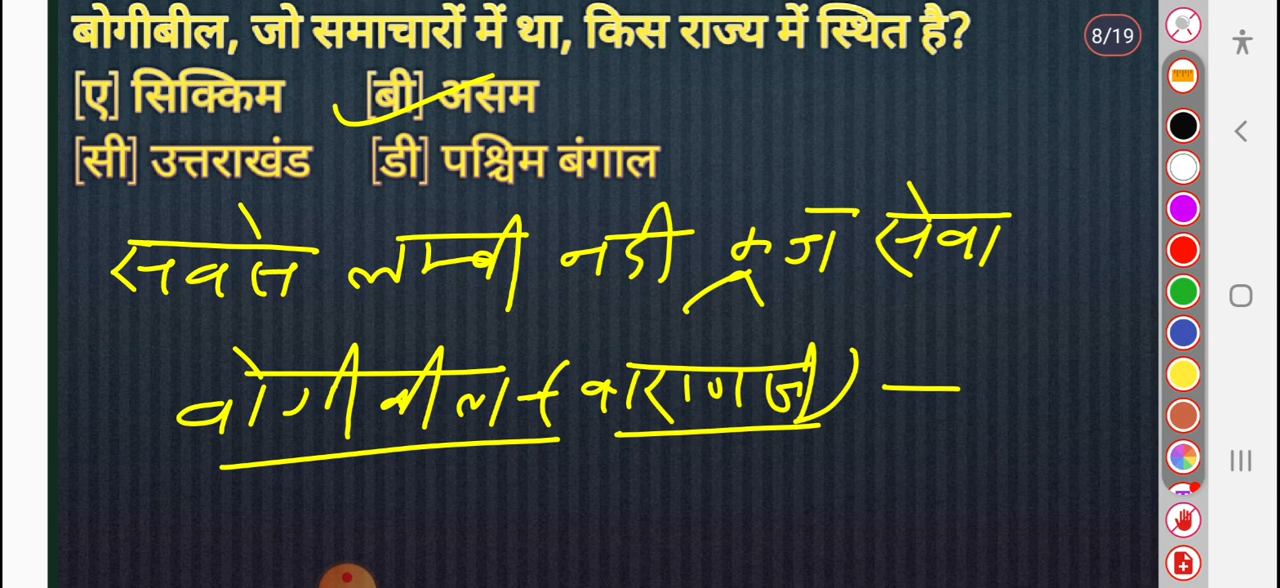 बोगीबील, जो समाचारों में था, किस राज्य में स्थित है?
8/19
[ए] सिक्किम [बी] असम
[सी] उत्तराखंड [डी] पश्चिम बंगाल
सबसे लम्बी नदी क्रूज सेवा
बोगीबील - (वाराणसी) —